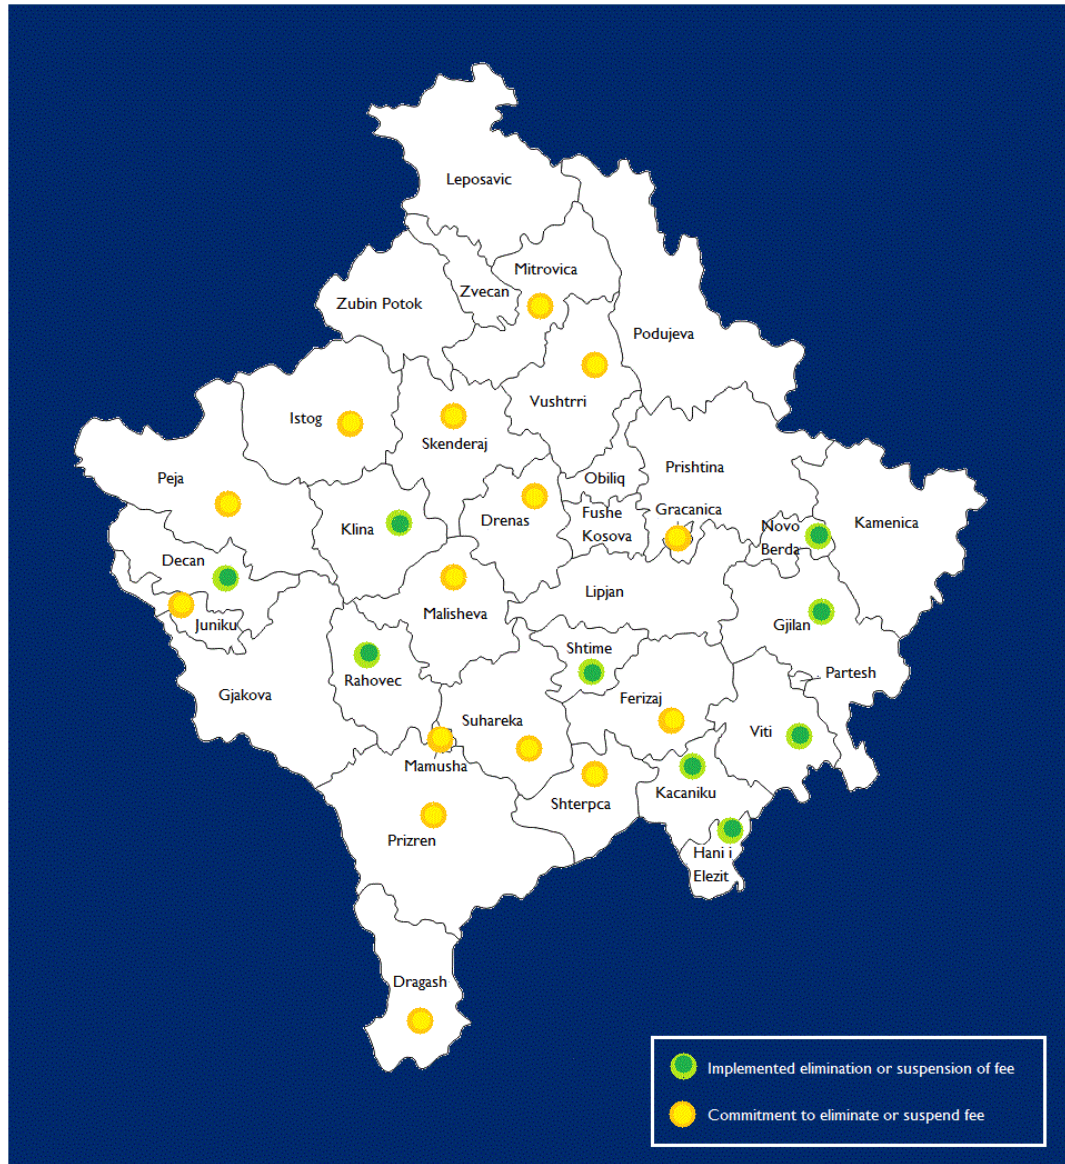 Leposavic
Mitrovica
Zvecan
Zubin Potok
Podujeva
Vushtrri
Istog
Skenderaj
Prishtina
Peja
Obiliq
Gracanica
Kamenica
Klina
Drenas
Fushe
Kosova
Novo
Berda
Decan
Lipjan
Malisheva
Juniku
Gjilan
Shtime
Partesh
Rahovec
Gjakova
Ferizaj
Suhareka
Viti
Mamusha
Kacaniku
Shterpca
Prizren
Hani i
Elezit
Dragash
Implemented elimination or suspension of fee
Commitment to eliminate or suspend fee